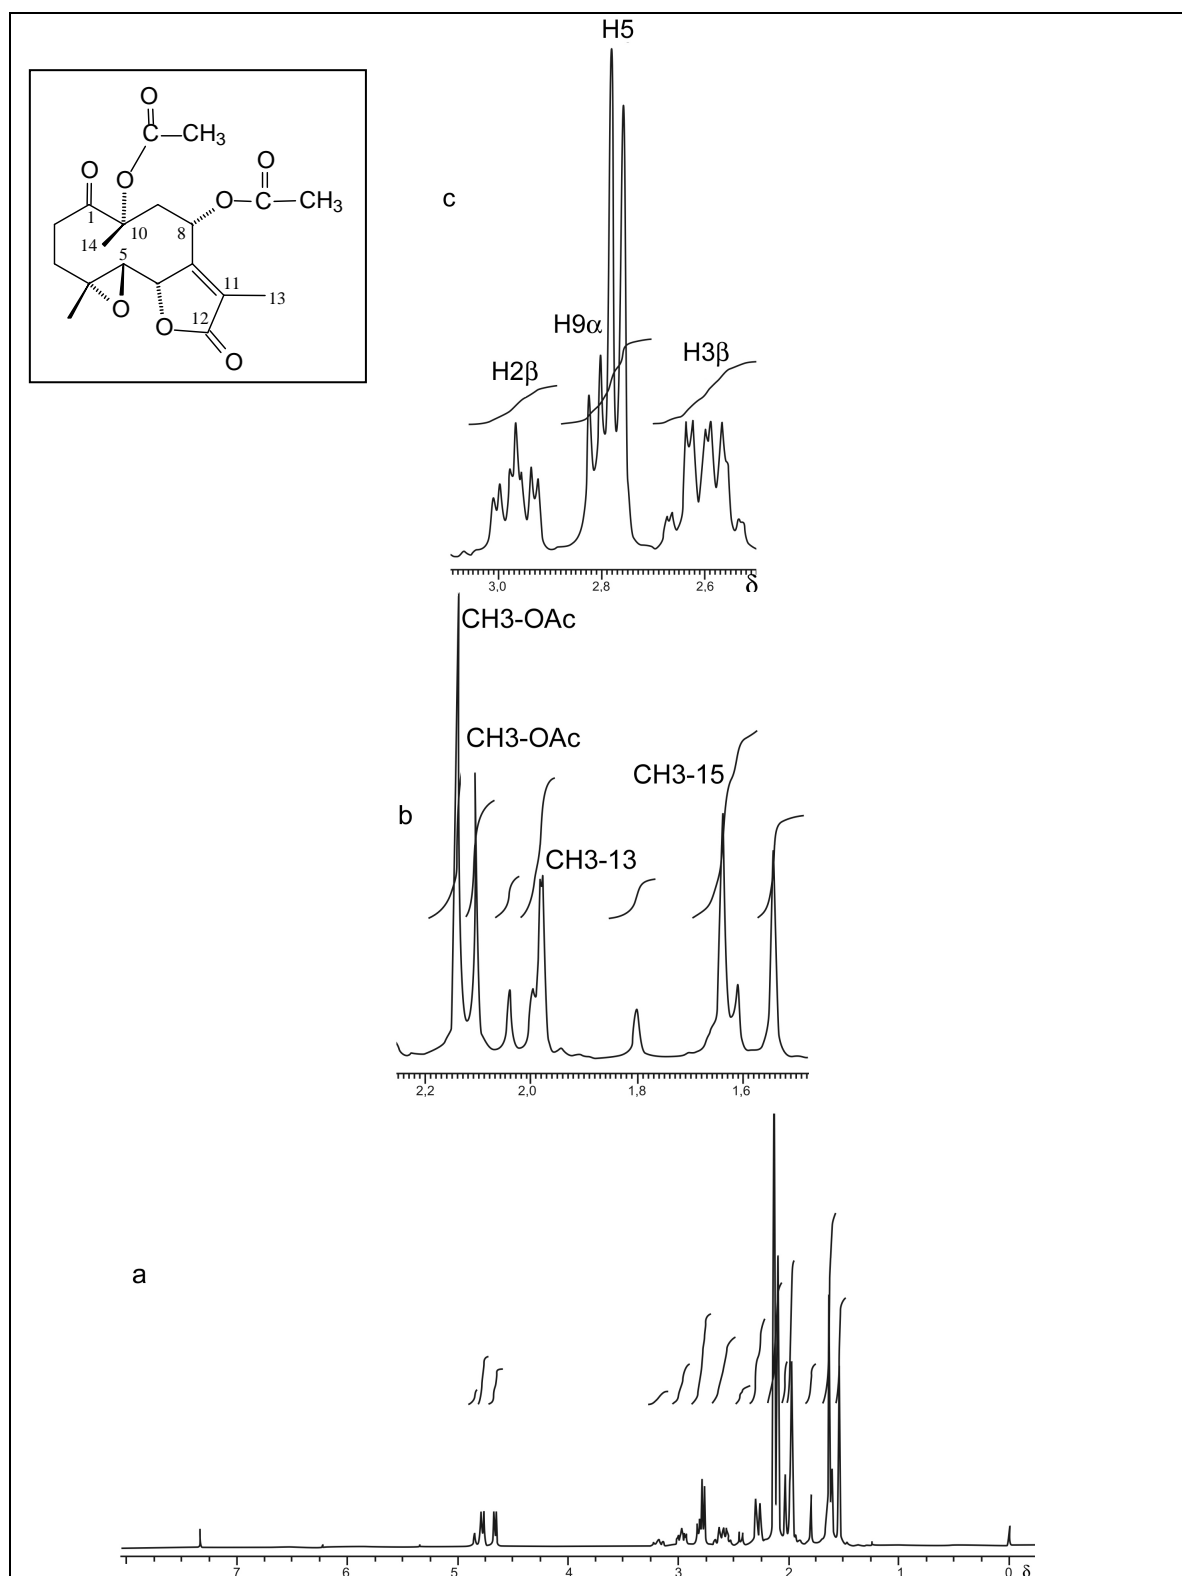 H5
O
C—CH3
O
O
O
O—C—CH3
c
1
14
10
8
5
11
13
O
12
O
O
H9α
H2β
H3β
3,0 2,8 2,6 δ
CH3-OAc
CH3-OAc
CH3-15
b
CH3-13
2,2 2,0 1,8 1,6
a
7 6 5 4 3 2 1 0 δ